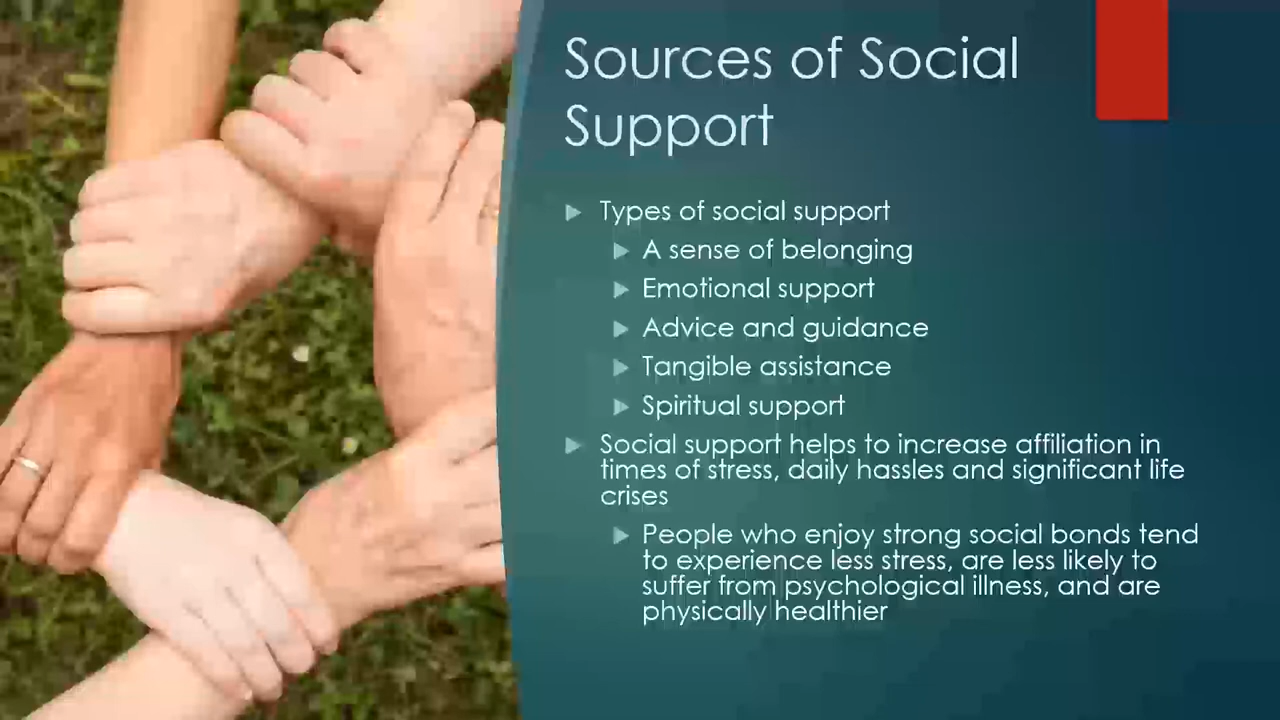 Sources of Social
Support
Types of social support
A sense of belonging
Emotional support
Advice and guidance
Tangible assistance
Spiritual support
Social support helps to increase affiliation in
times of stress, daily hassles and significant life
crises
People who enjoy strong social bonds tend
to experience less stress, are less likely to
suffer from psychological illness, and are
physically healthier